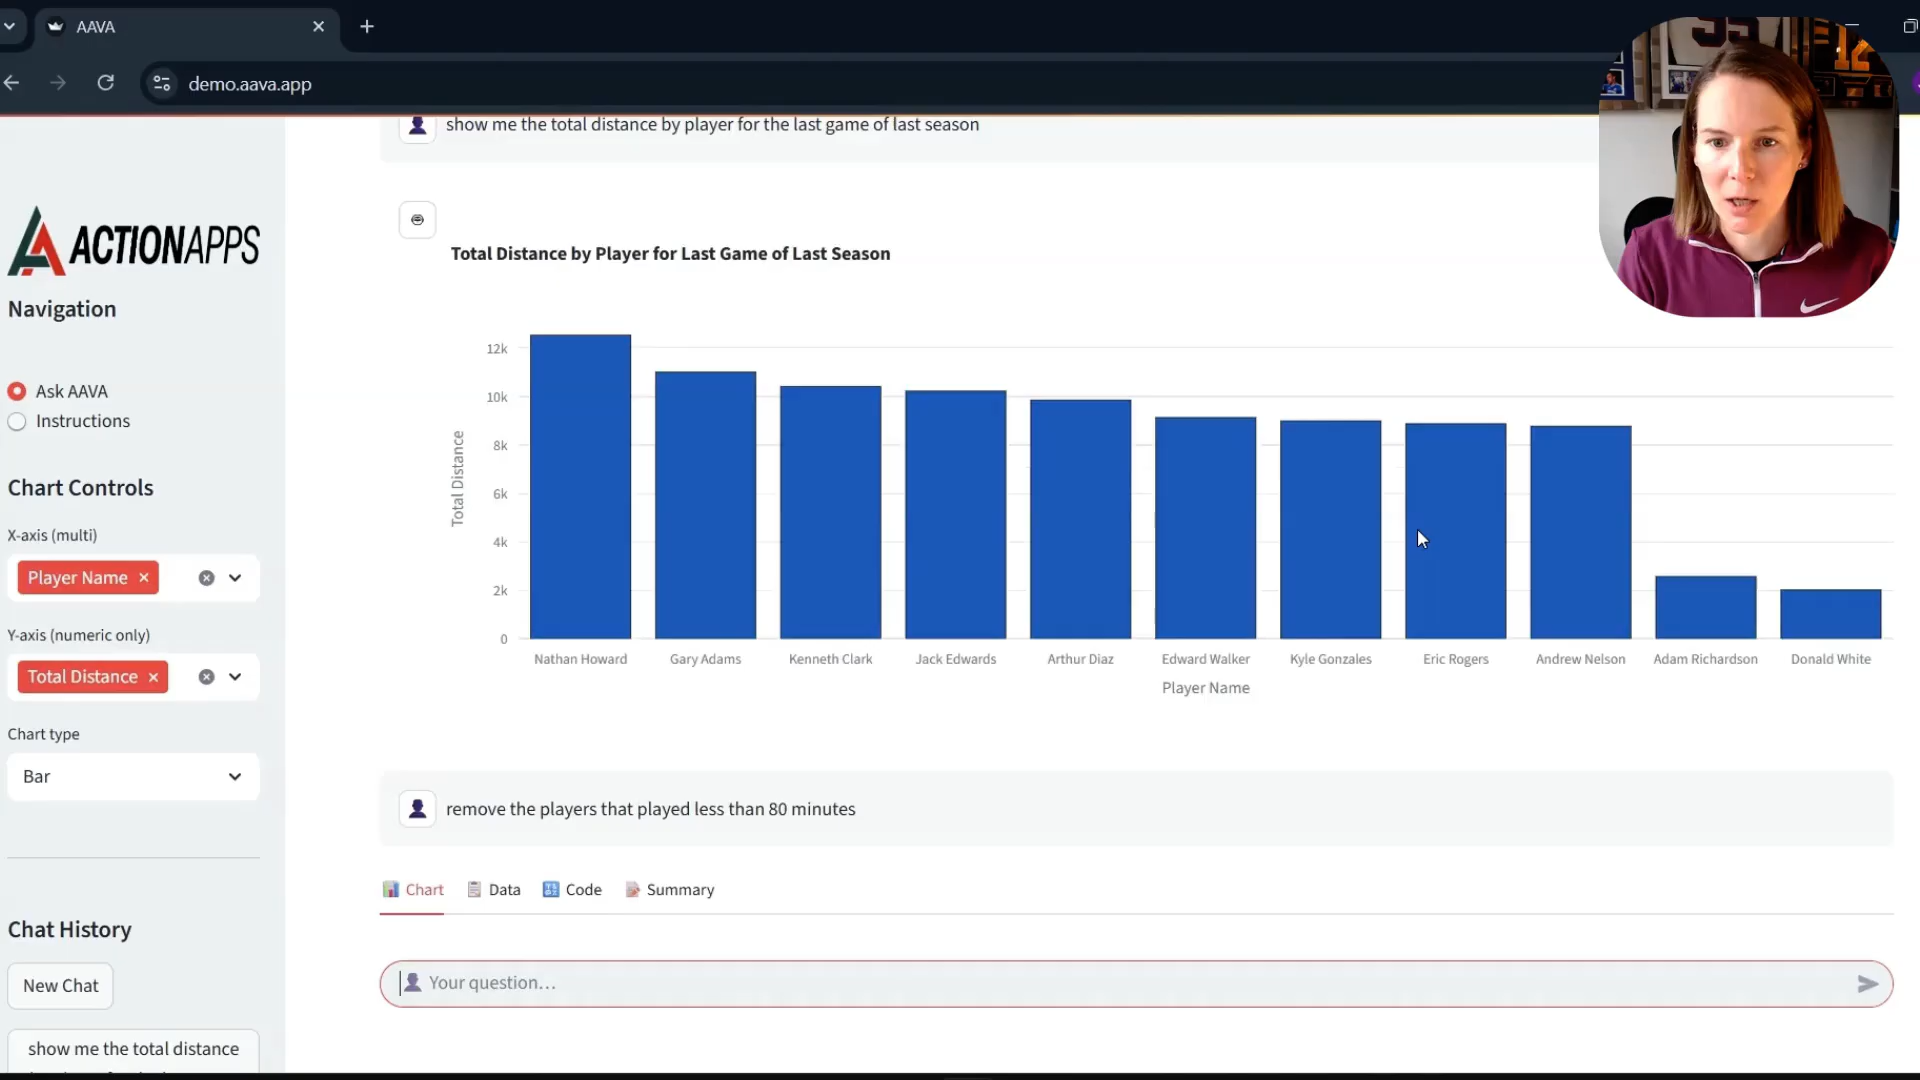 AAVA
demo.aava.app
show me the total distance by player for the last game of last season
ACTIONAPPS
Navigation
Ask AAVA
Instructions
Chart Controls
X-axis (multi)
Player Name
Y-axis (numeric only)
Total Distance
Chart type
Bar
Chat History
New Chat
show me the total distance
Total Distance by Player for Last Game of Last Season
Total Distance
12k
10k
8k
6k
4k
2k
0
Nathan Howard
Gary Adams
Kenneth Clark
Jack Edwards
Arthur Diaz
Edward Walker
Kyle Gonzales
Eric Rogers
Andrew Nelson
Adam Richardson
Donald White
Player Name
remove the players that played less than 80 minutes
Chart
Data
Code
Summary
Your question...
12